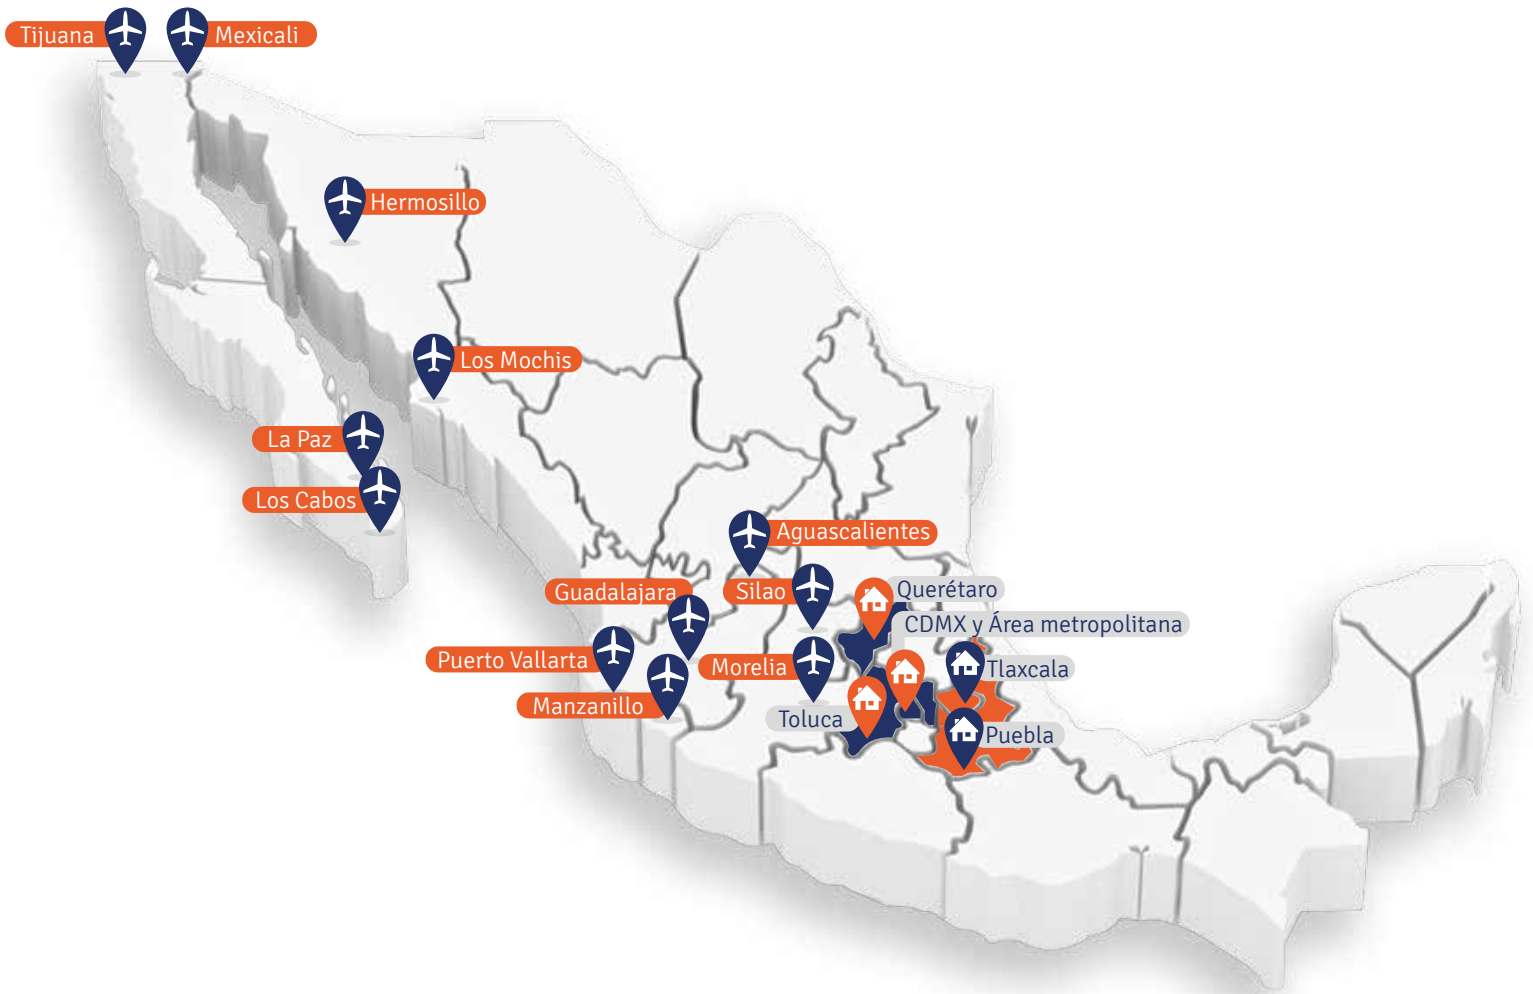 Tijuana
Mexicali
Hermosillo
Los Mochis
La Paz
Los Cabos
Aguascalientes
Guadalajara
Silao
Querétaro
CDMX y Área metropolitana
Puerto Vallarta
Morelia
Tlaxcala
Manzanillo
Toluca
Puebla